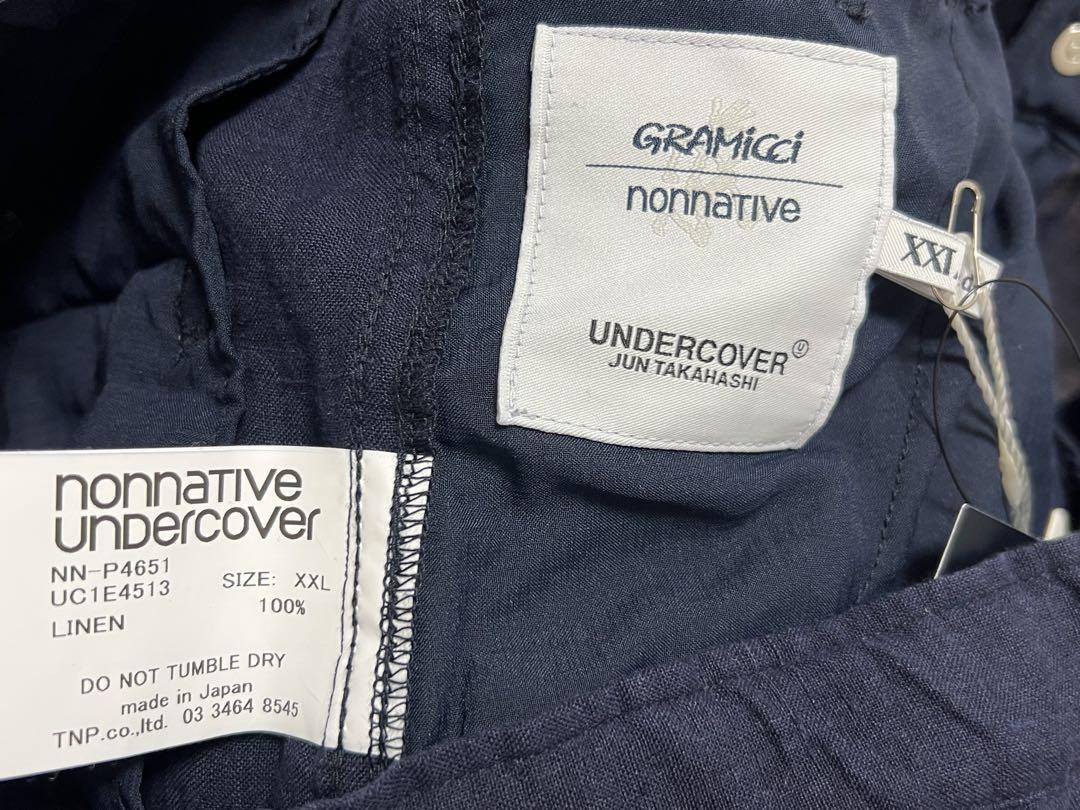 GRAMiCCi
nonnaTIVE
UNDERCOVER
JUN TAKAHASHI
XXL
nonnaTIVE
UNDERCOVER
NN-P4651
UC1E4513 SIZE: XXL
LINEN 100%
DO NOT TUMBLE DRY
made in Japan
TNP.co.,ltd. 03 3464 8545